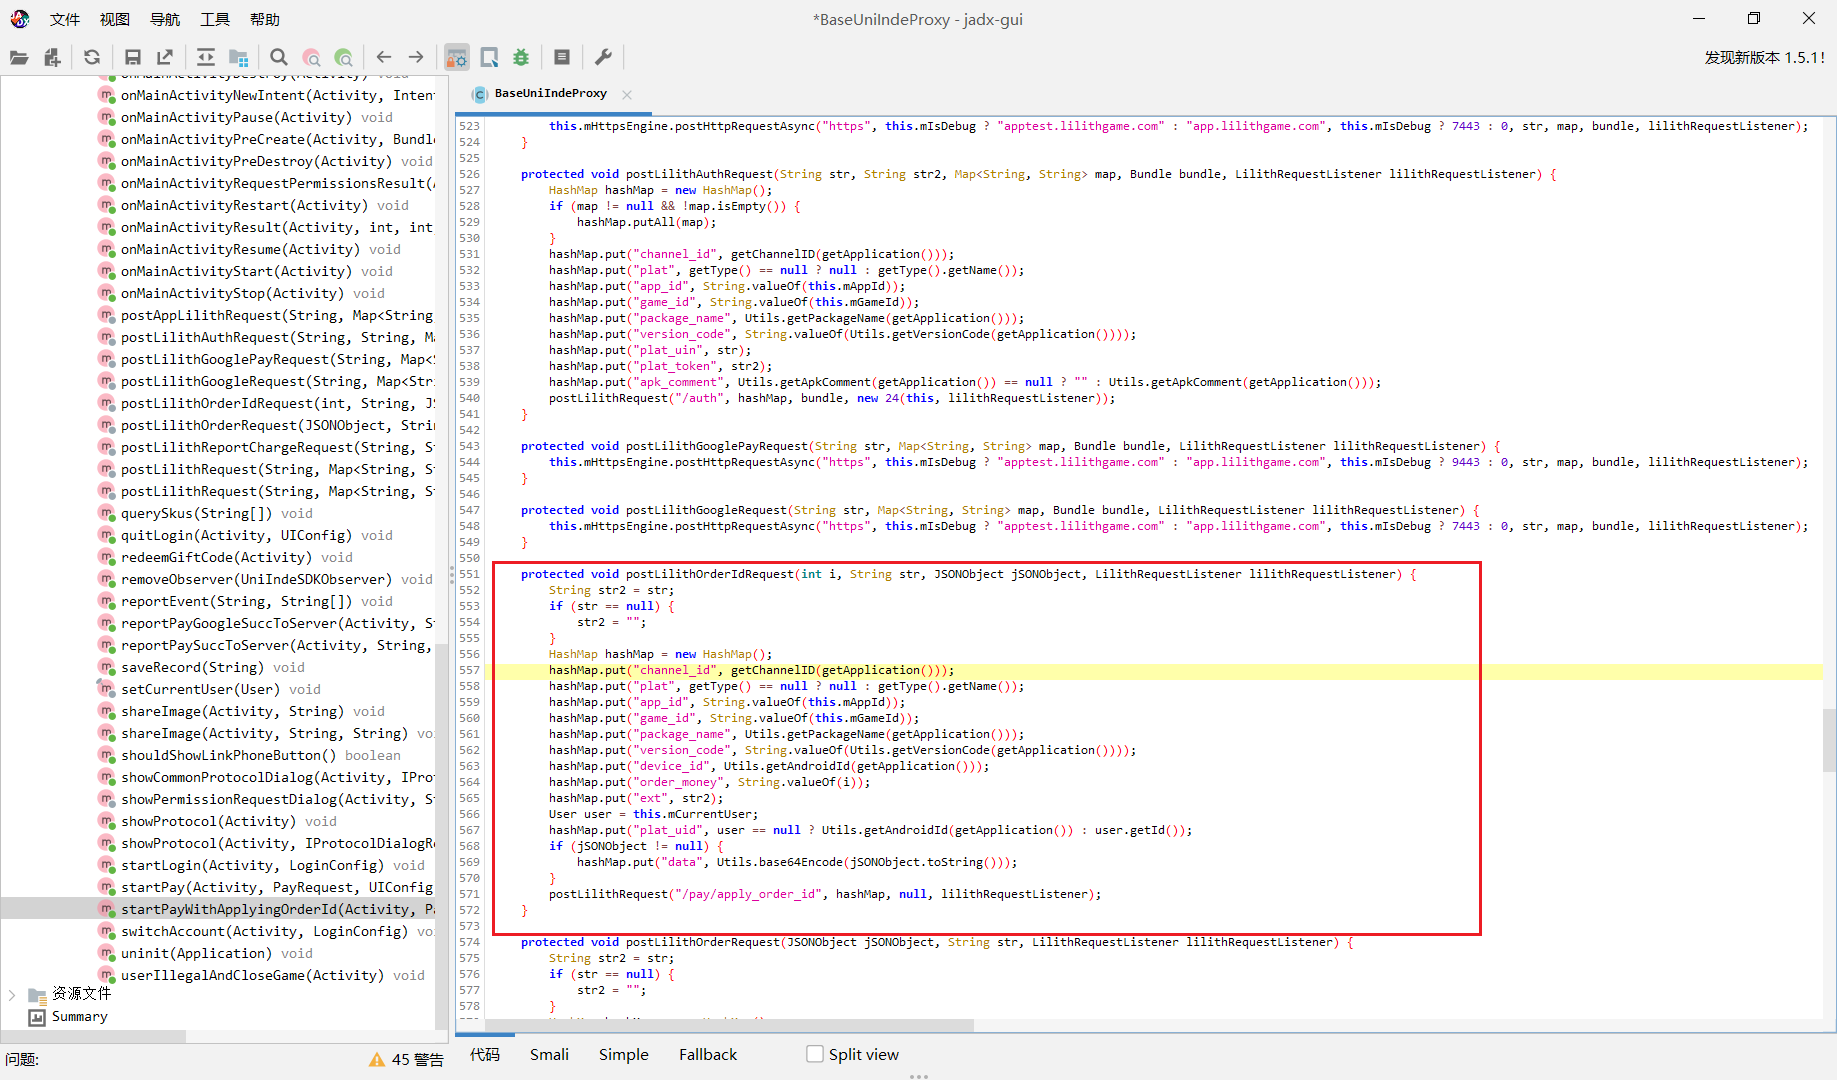 文件 视图 导航 工具 帮助
*BaseUniIndeProxy - jadx-gui
发现新版本 1.5.1!
onMainActivityDestroy(Activity) void
onMainActivityNewIntent(Activity, Inten
onMainActivityPause(Activity) void
onMainActivityPreCreate(Activity, Bundl
onMainActivityPreDestroy(Activity) void
onMainActivityRequestPermissionsResult(
onMainActivityRestart(Activity) void
onMainActivityResult(Activity, int, int
onMainActivityResume(Activity) void
onMainActivityStart(Activity) void
onMainActivityStop(Activity) void
postAppLilithRequest(String, Map<String
postLilithAuthRequest(String, String, M
postLilithGooglePayRequest(String, Map<S
postLilithGoogleRequest(String, Map<Str
postLilithOrderIdRequest(int, String, JS
postLilithOrderRequest(JSONObject, Strin
postLilithReportChargeRequest(String, S
postLilithRequest(String, Map<String, S
postLilithRequest(String, Map<String, S
querySkus(String[]) void
quitLogin(Activity, UIConfig) void
redeemGiftCode(Activity) void
removeObserver(UniIndeSDKObserver) void
reportEvent(String, String[]) void
reportPayGoogleSuccToServer(Activity, S
reportPaySuccToServer(Activity, String,
saveRecord(String) void
setCurrentUser(User) void
shareImage(Activity, String) void
shareImage(Activity, String, String) vo
shouldShowLinkPhoneButton() boolean
showCommonProtocolDialog(Activity, IPro
showPermissionRequestDialog(Activity, S
showProtocol(Activity) void
showProtocol(Activity, IProtocolDialogR
startLogin(Activity, LoginConfig) void
startPay(Activity, PayRequest, UIConfig
startPayWithApplyingOrderId(Activity, P
switchAccount(Activity, LoginConfig) vo
uninit(Application) void
userIllegalAndCloseGame(Activity) void
资源文件
Summary
问题:
45 警告
BaseUniIndeProxy
523 this.mHttpsEngine.postHttpRequestAsync("https", this.mIsDebug ? "apptest.lilithgame.com" : "app.lilithgame.com", this.mIsDebug ? 7443 : 0, str, map, bundle, lilithRequestListener);
524 }
525
526 protected void postLilithAuthRequest(String str, String str2, Map<String, String> map, Bundle bundle, LilithRequestListener lilithRequestListener) {
527 HashMap hashMap = new HashMap();
528 if (map != null && !map.isEmpty()) {
529 hashMap.putAll(map);
530 }
531 hashMap.put("channel_id", getChannelID(getApplication()));
532 hashMap.put("plat", getType() == null ? null : getType().getName());
533 hashMap.put("app_id", String.valueOf(this.mAppId));
534 hashMap.put("game_id", String.valueOf(this.mGameId));
535 hashMap.put("package_name", Utils.getPackageName(getApplication()));
536 hashMap.put("version_code", String.valueOf(Utils.getVersionCode(getApplication())));
537 hashMap.put("plat_uin", str);
538 hashMap.put("plat_token", str2);
539 hashMap.put("apk_comment", Utils.getApkComment(getApplication()) == null ? "" : Utils.getApkComment(getApplication()));
540 postLilithRequest("/auth", hashMap, bundle, new 24(this, lilithRequestListener));
541 }
542
543 protected void postLilithGooglePayRequest(String str, Map<String, String> map, Bundle bundle, LilithRequestListener lilithRequestListener) {
544 this.mHttpsEngine.postHttpRequestAsync("https", this.mIsDebug ? "apptest.lilithgame.com" : "app.lilithgame.com", this.mIsDebug ? 9443 : 0, str, map, bundle, lilithRequestListener);
545 }
546
547 protected void postLilithGoogleRequest(String str, Map<String, String> map, Bundle bundle, LilithRequestListener lilithRequestListener) {
548 this.mHttpsEngine.postHttpRequestAsync("https", this.mIsDebug ? "apptest.lilithgame.com" : "app.lilithgame.com", this.mIsDebug ? 7443 : 0, str, map, bundle, lilithRequestListener);
549 }
550
551 protected void postLilithOrderIdRequest(int i, String str, JSONObject jSONObject, LilithRequestListener lilithRequestListener) {
552 String str2 = str;
553 if (str == null) {
554 str2 = "";
555 }
556 HashMap hashMap = new HashMap();
557 hashMap.put("channel_id", getChannelID(getApplication()));
558 hashMap.put("plat", getType() == null ? null : getType().getName());
559 hashMap.put("app_id", String.valueOf(this.mAppId));
560 hashMap.put("game_id", String.valueOf(this.mGameId));
561 hashMap.put("package_name", Utils.getPackageName(getApplication()));
562 hashMap.put("version_code", String.valueOf(Utils.getVersionCode(getApplication())));
563 hashMap.put("device_id", Utils.getAndroidId(getApplication()));
564 hashMap.put("order_money", String.valueOf(i));
565 hashMap.put("ext", str2);
566 User user = this.mCurrentUser;
567 hashMap.put("plat_uid", user == null ? Utils.getAndroidId(getApplication()) : user.getId());
568 if (jSONObject != null) {
569 hashMap.put("data", Utils.base64Encode(jSONObject.toString()));
570 }
571 postLilithRequest("/pay/apply_order_id", hashMap, null, lilithRequestListener);
572 }
573
574 protected void postLilithOrderRequest(JSONObject jSONObject, String str, LilithRequestListener lilithRequestListener) {
575 String str2 = str;
576 if (str == null) {
577 str2 = "";
578 }
代码 Smali Simple Fallback Split view